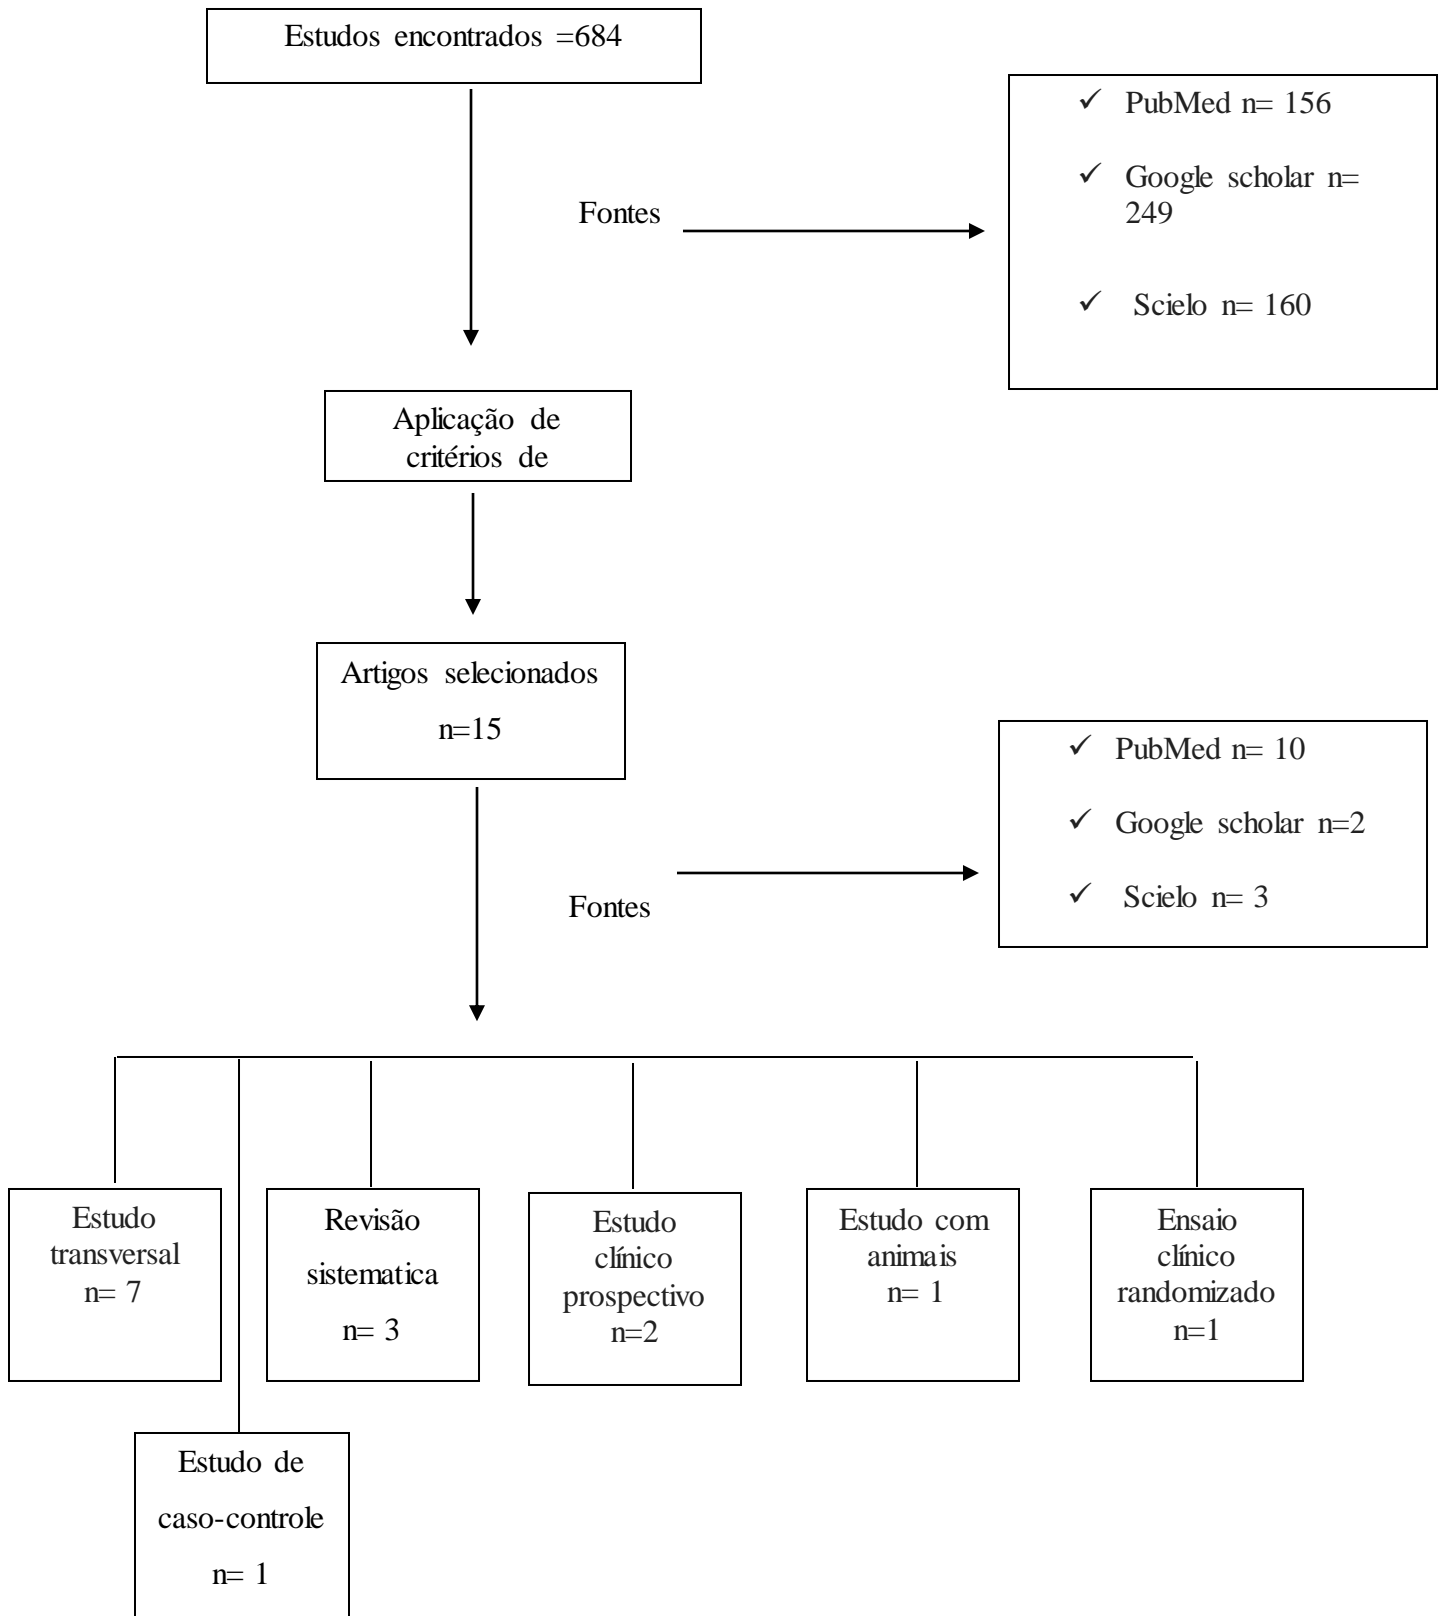 Estudos encontrados =684
✓ PubMed n= 156
✓ Google scholar n=
249
✓ Scielo n= 160
Fontes
Aplicação de
critérios de
Artigos selecionados
n=15
✓ PubMed n= 10
✓ Google scholar n=2
✓ Scielo n= 3
Fontes
Estudo
transversal
n= 7
Revisão
sistematica
n= 3
Estudo
clínico
prospectivo
n=2
Estudo com
animais
n= 1
Ensaio
clínico
randomizado
n=1
Estudo de
caso-controle
n= 1